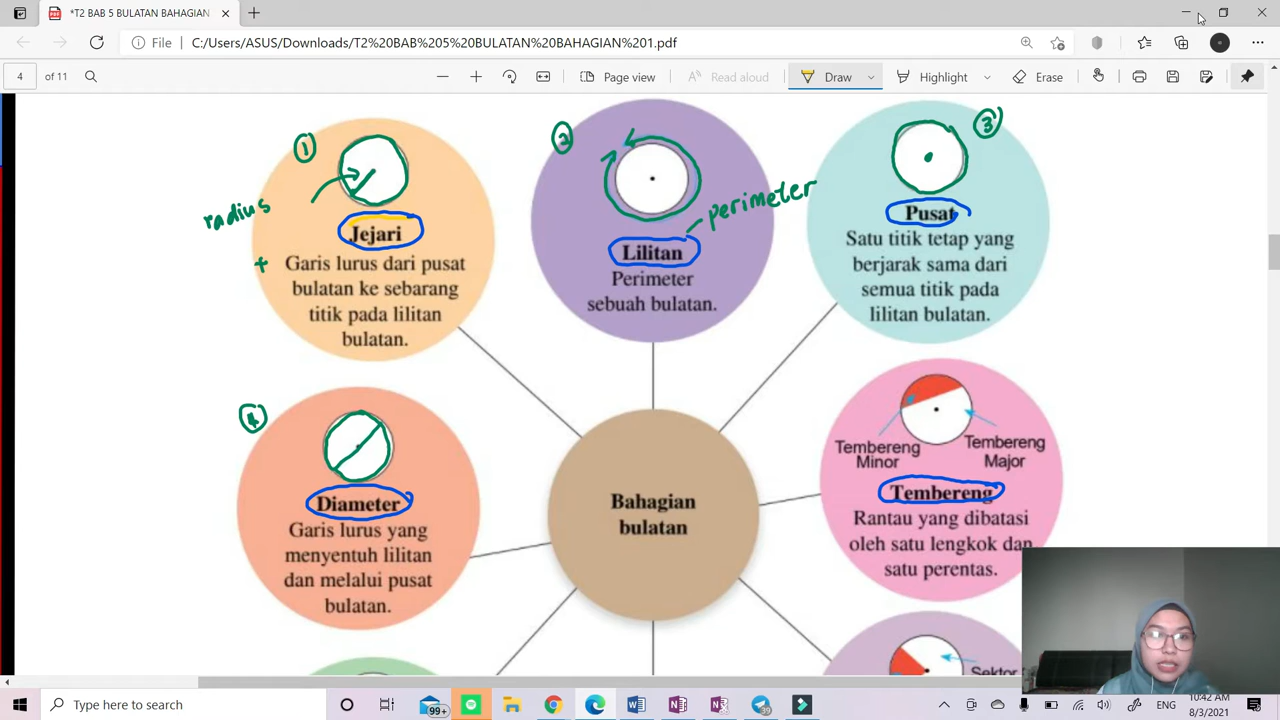 *T2 BAB 5 BULATAN BAHAGIAN
File
C:/Users/ASUS/Downloads/T2%20BAB%205%20BULATAN%20BAHAGIAN%201.pdf
4 of 11
Page view
Read aloud
Draw
Highlight
Erase
1
radius
Jejari
+ Garis lurus dari pusat
bulatan ke sebarang
titik pada lilitan
bulatan.
2
perimeter
Lilitan
Perimeter
sebuah bulatan.
3
Pusat
Satu titik tetap yang
berjarak sama dari
semua titik pada
lilitan bulatan.
4
Diameter
Garis lurus yang
menyentuh lilitan
dan melalui pusat
bulatan.
Bahagian
bulatan
Tembereng
Minor
Tembereng
Major
Tembereng
Rantau yang dibatasi
oleh satu lengkok dan
satu perentas.
Sektor
Type here to search
99+
ENG
10:42 AM
8/3/2021